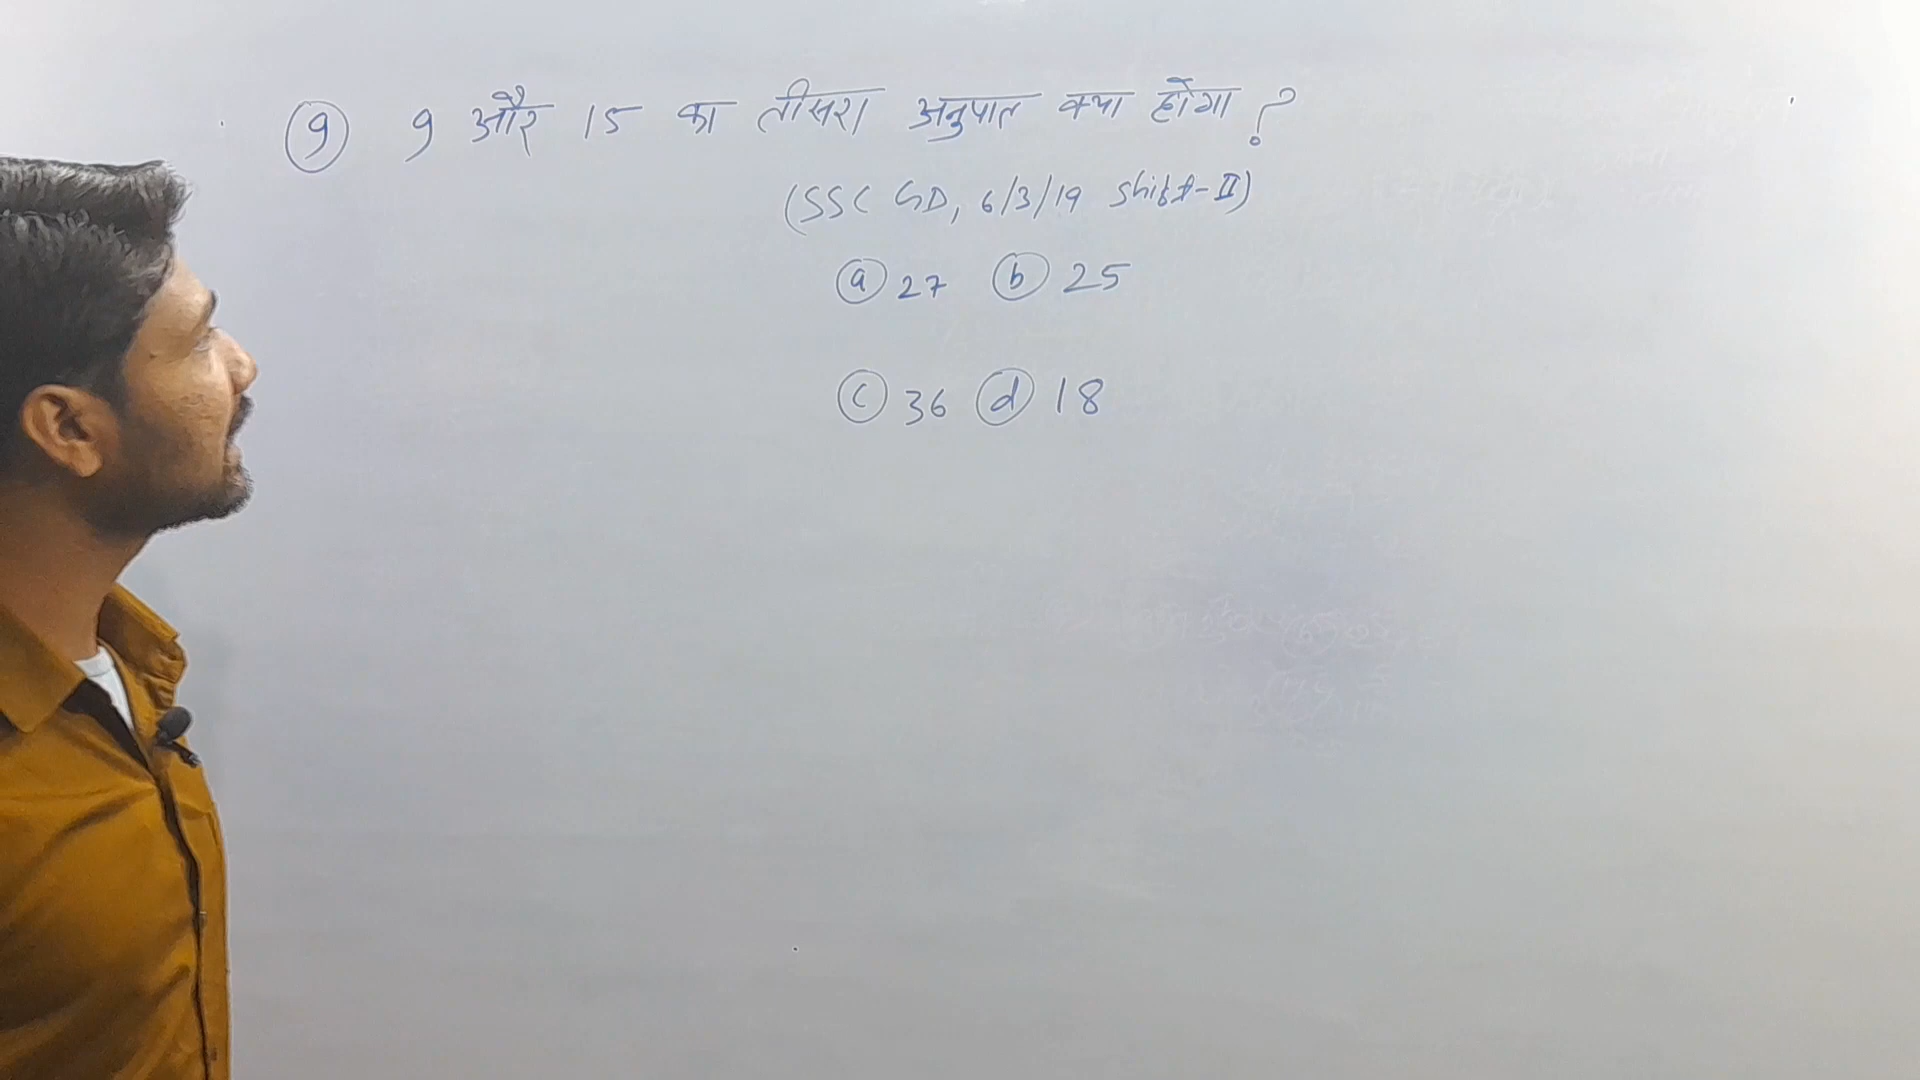 9 9 और 15 का तीसरा अनुपात क्या होगा ?
(SSC GD, 6/3/19 Shift-II)
a 27 b 25
c 36 d 18